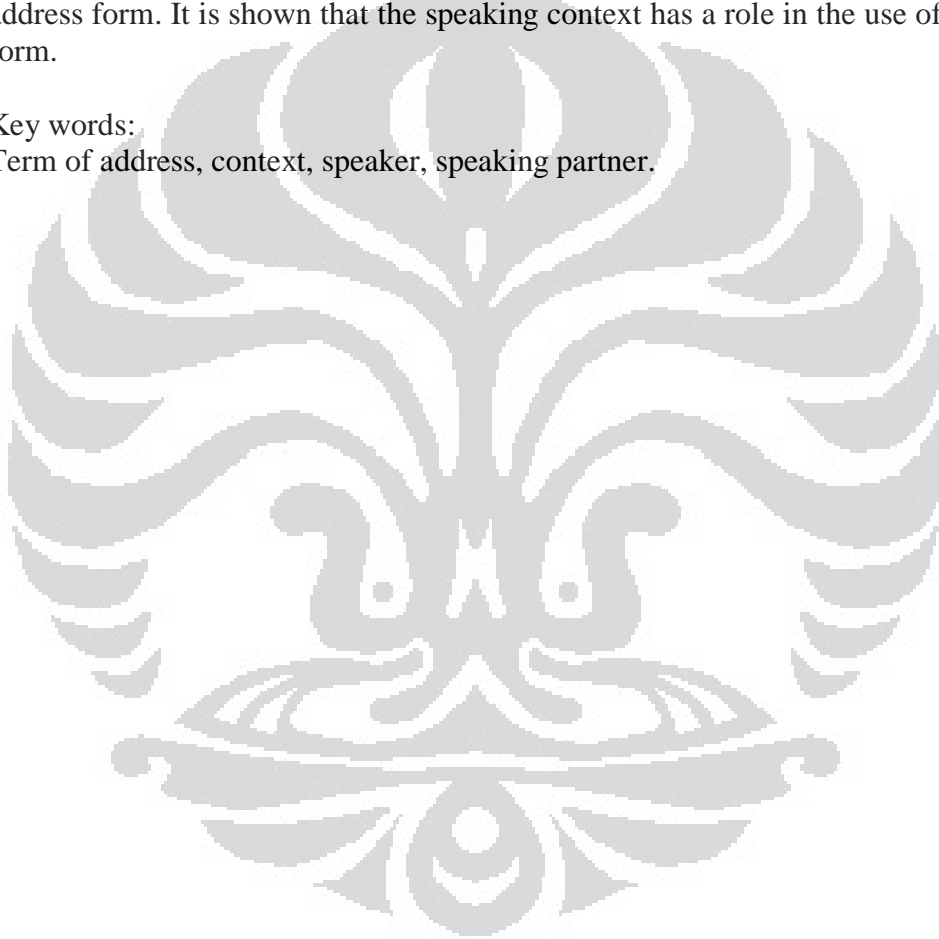 address form. It is shown that the speaking context has a role in the use of
form.
Key words:
Term of address, context, speaker, speaking partner.